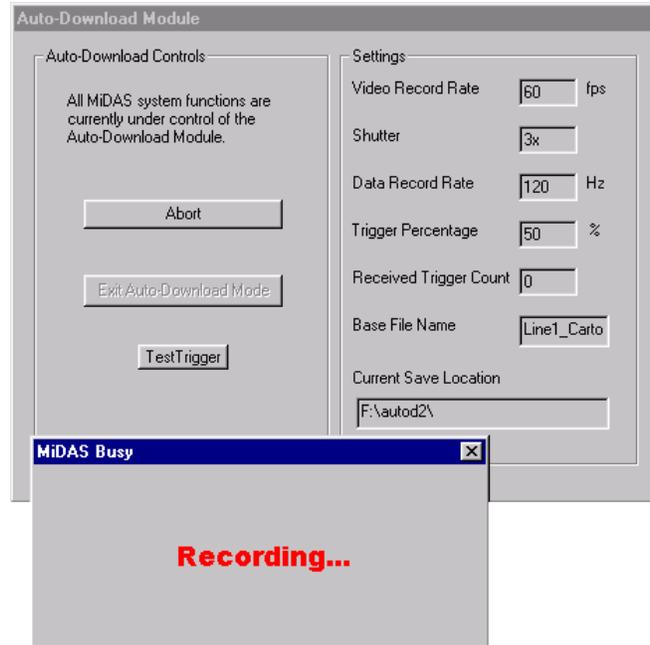 Auto-Download Module
Auto-Download Controls
All MiDAS system functions are
currently under control of the
Auto-Download Module.
Abort
Exit Auto-Download Mode
TestTrigger
Settings
Video Record Rate 60 fps
Shutter 3x
Data Record Rate 120 Hz
Trigger Percentage 50 %
Received Trigger Count 0
Base File Name Line1_Carto
Current Save Location
F:\autod2\
MiDAS Busy
Recording...